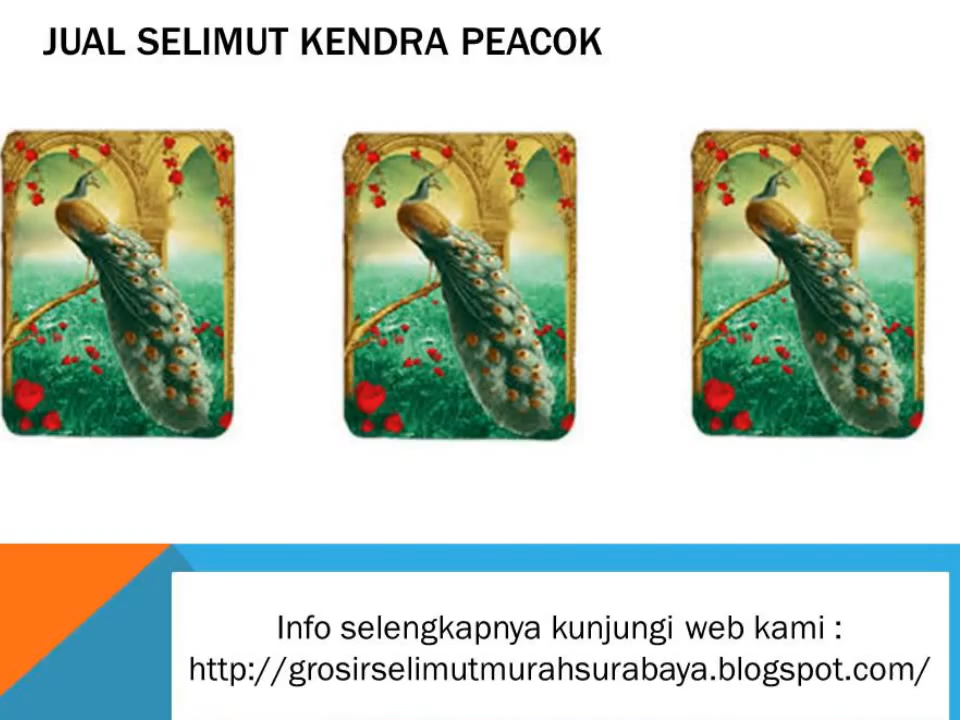 JUAL SELIMUT KENDRA PEACOK
Info selengkapnya kunjungi web kami :
http://grosirselimutmurahsurabaya.blogspot.com/